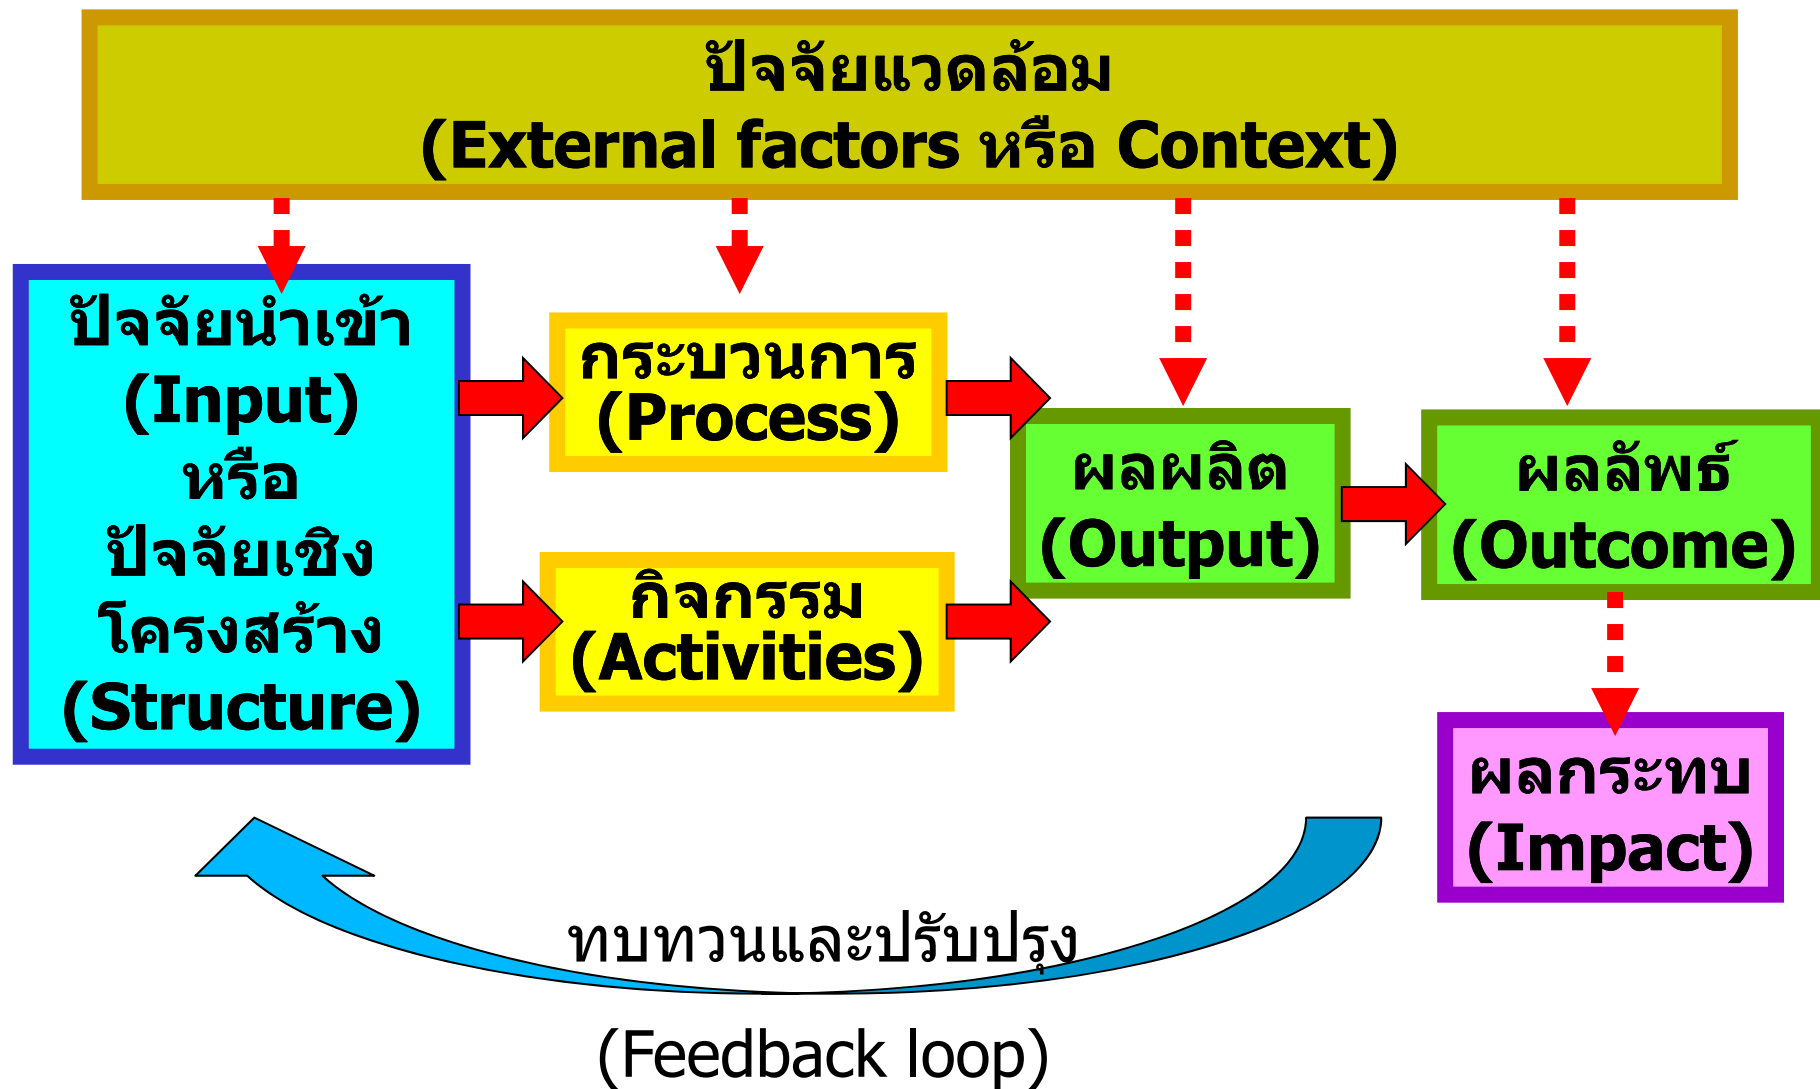 ปัจจัยแวดล้อม
(External factors หรือ Context)
ปัจจัยนำเข้า
(Input)
หรือ
ปัจจัยเชิง
โครงสร้าง
(Structure)
กระบวนการ
(Process)
กิจกรรม
(Activities)
ผลผลิต
(Output)
ผลลัพธ์
(Outcome)
ผลกระทบ
(Impact)
ทบทวนและปรับปรุง
(Feedback loop)